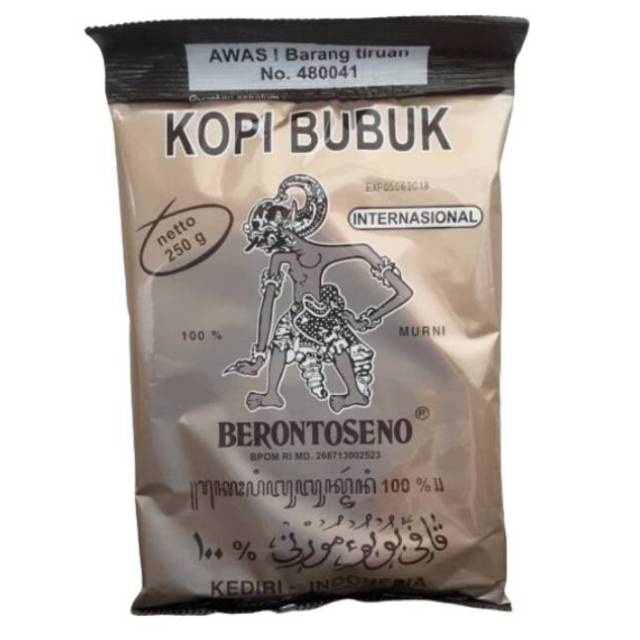 AWAS ! Barang tiruan
No. 480041
KOPI BUBUK
EXP05062018
INTERNASIONAL
netto
250 g
100 % MURNI
BERONTOSENO ®
BPOM RI MD. 268713002523
100 %
١٠٠ %
KEDIRI - INDONESIA